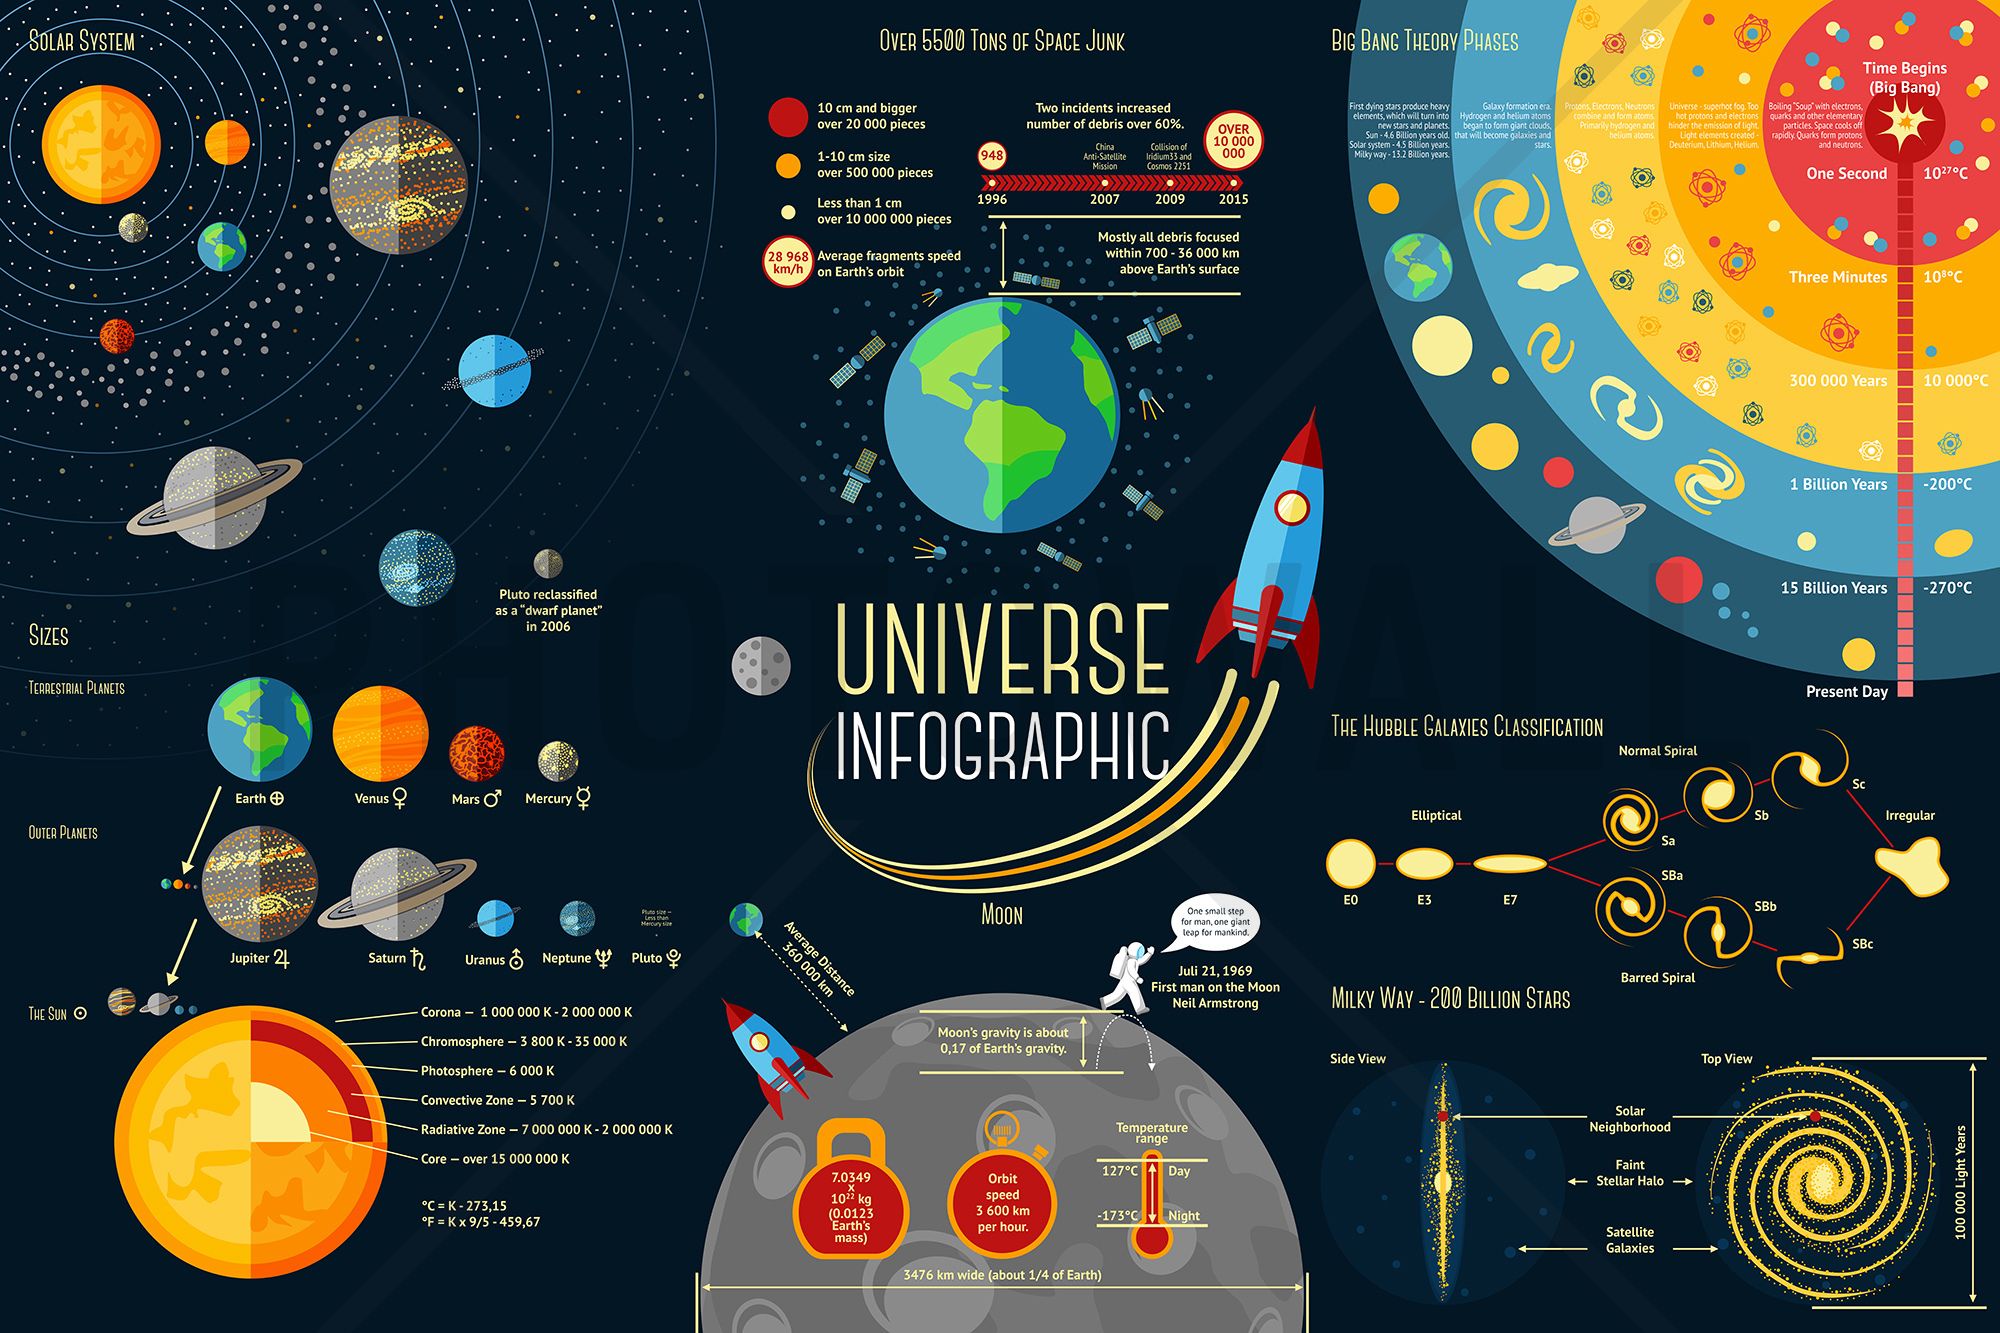 SOLAR SYSTEM
Pluto reclassified
as a "dwarf planet"
in 2006
SIZES
TERRESTRIAL PLANETS
Earth ⊕
Venus ♀
Mars ♂
Mercury ☿
OUTER PLANETS
Jupiter ♃
Saturn ♄
Uranus ⛢
Neptune ♆
Pluto size —
Less than
Mercury size
Pluto ♇
THE SUN ☉
Corona — 1 000 000 K - 2 000 000 K
Chromosphere — 3 800 K - 35 000 K
Photosphere — 6 000 K
Convective Zone — 5 700 K
Radiative Zone — 7 000 000 K - 2 000 000 K
Core — over 15 000 000 K
°C = K - 273,15
°F = K x 9/5 - 459,67
OVER 5500 TONS OF SPACE JUNK
10 cm and bigger
over 20 000 pieces
1-10 cm size
over 500 000 pieces
Less than 1 cm
over 10 000 000 pieces
28 968
km/h
Average fragments speed
on Earth's orbit
Two incidents increased
number of debris over 60%.
948
China
Anti-Satellite
Mission
Collision of
Iridium33 and
Cosmos 2251
OVER
10 000
000
1996
2007
2009
2015
Mostly all debris focused
within 700 - 36 000 km
above Earth's surface
UNIVERSE
INFOGRAPHIC
MOON
Average Distance
360 000 km
One small step
for man, one giant
leap for mankind.
Juli 21, 1969
First man on the Moon
Neil Armstrong
Moon's gravity is about
0,17 of Earth's gravity.
7.0349
x
10²² kg
(0.0123
Earth's
mass)
Orbit
speed
3 600 km
per hour.
Temperature
range
127°C
Day
-173°C
Night
3476 km wide (about 1/4 of Earth)
BIG BANG THEORY PHASES
First dying stars produce heavy
elements, which will turn into
new stars and planets.
Sun - 4.6 Billion years old.
Solar system - 4.5 Billion years.
Milky way - 13.2 Billion years.
Galaxy formation era.
Hydrogen and helium atoms
began to form giant clouds,
that will become galaxies and
stars.
Protons, Electrons, Neutrons
combine and form atoms.
Primarily hydrogen and
helium atoms.
Universe - superhot fog. Too
hot protons and electrons
hinder the emission of light.
Light elements created -
Deuterium, Lithium, Helium.
Boiling "Soup" with electrons,
quarks and other elementary
particles. Space cools off
rapidly. Quarks form protons
and neutrons.
Time Begins
(Big Bang)
One Second
10²⁷°C
Three Minutes
10⁸°C
300 000 Years
10 000°C
1 Billion Years
-200°C
15 Billion Years
-270°C
Present Day
THE HUBBLE GALAXIES CLASSIFICATION
Normal Spiral
Elliptical
Irregular
E0
E3
E7
Sa
Sb
Sc
SBa
SBb
SBc
Barred Spiral
MILKY WAY - 200 BILLION STARS
Side View
Top View
Solar
Neighborhood
Faint
Stellar Halo
Satellite
Galaxies
100 000 Light Years